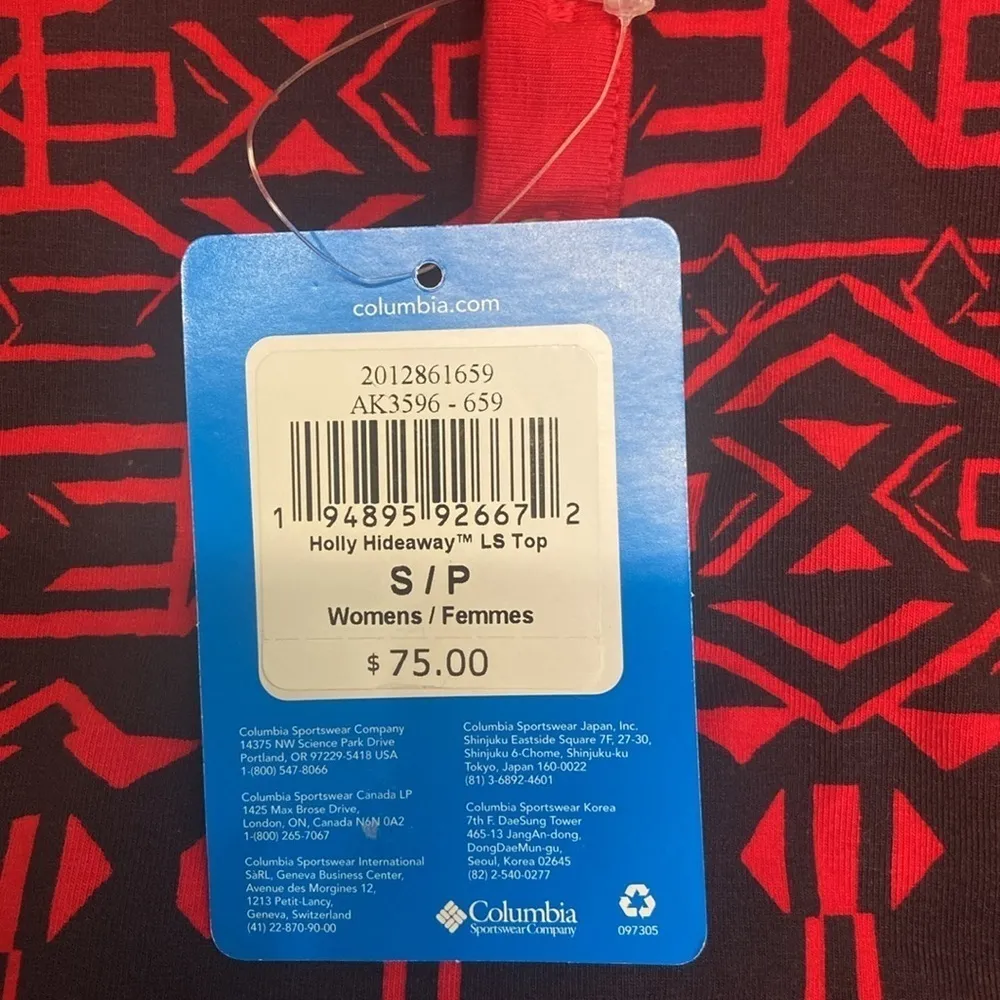 columbia.com
2012861659
AK3596 - 659
1 94895 92667 2
Holly Hideaway™ LS Top
S / P
Womens / Femmes
$ 75.00
Columbia Sportswear Company
14375 NW Science Park Drive
Portland, OR 97229-5418 USA
1-(800) 547-8066
Columbia Sportswear Canada LP
1425 Max Brose Drive,
London, ON, Canada N6N 0A2
1-(800) 265-7067
Columbia Sportswear International
SàRL, Geneva Business Center,
Avenue des Morgines 12,
1213 Petit-Lancy,
Geneva, Switzerland
(41) 22-870-90-00
Columbia Sportswear Japan, Inc.
Shinjuku Eastside Square 7F, 27-30,
Shinjuku 6-Chome, Shinjuku-ku
Tokyo, Japan 160-0022
(81) 3-6892-4601
Columbia Sportswear Korea
7th F. DaeSung Tower
465-13 JangAn-dong,
DongDaeMun-gu,
Seoul, Korea 02645
(82) 2-540-0277
Columbia
Sportswear Company
097305